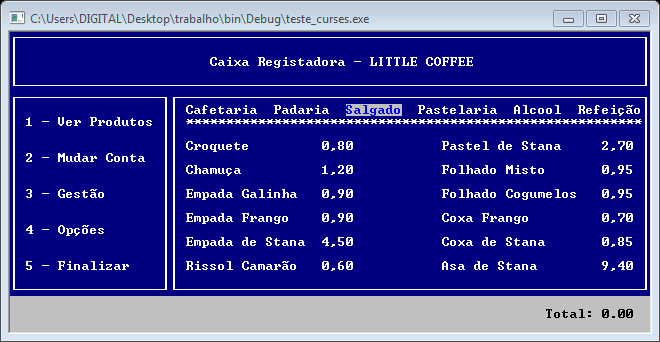 C:\Users\DIGITAL\Desktop\trabalho\bin\Debug\teste_curses.exe
Caixa Registadora - LITTLE COFFEE
1 - Ver Produtos
2 - Mudar Conta
3 - Gestão
4 - Opções
5 - Finalizar
Cafetaria Padaria Salgado Pastelaria Alcool Refeição
*********************************************************
Croquete 0,80 Pastel de Stana 2,70
Chamuça 1,20 Folhado Misto 0,95
Empada Galinha 0,90 Folhado Cogumelos 0,95
Empada Frango 0,90 Coxa Frango 0,70
Empada de Stana 4,50 Coxa de Stana 0,85
Rissol Camarão 0,60 Asa de Stana 9,40
Total: 0.00